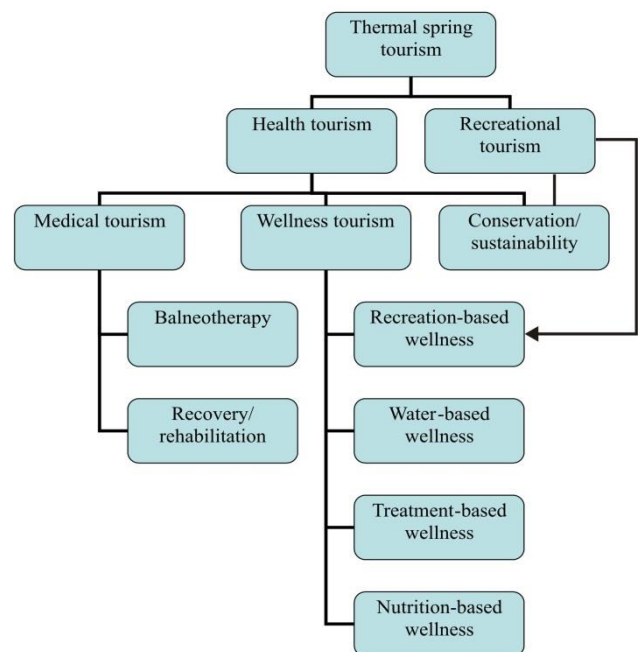 Thermal spring
tourism
Health tourism
Recreational
tourism
Medical tourism
Wellness tourism
Conservation/
sustainability
Balneotherapy
Recreation-based
wellness
Recovery/
rehabilitation
Water-based
wellness
Treatment-based
wellness
Nutrition-based
wellness